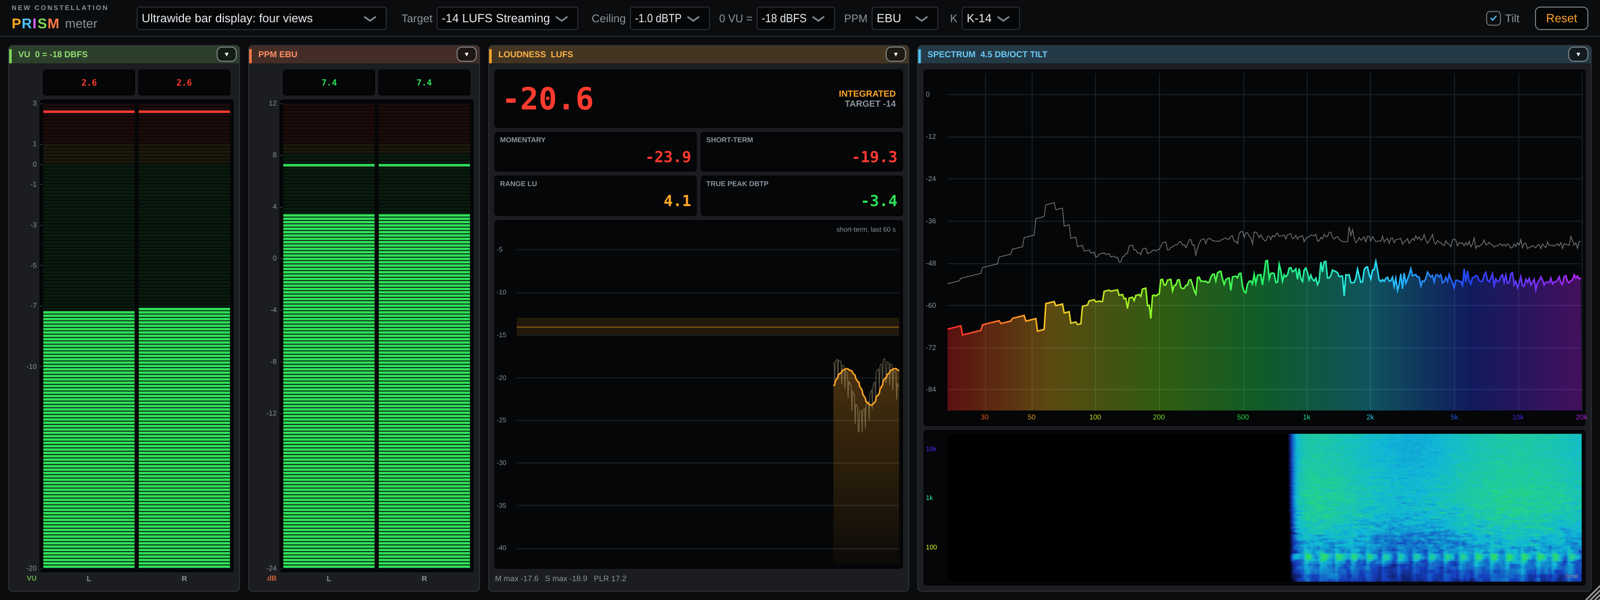 NEW CONSTELLATION
PRISM meter
Ultrawide bar display: four views
Target -14 LUFS Streaming
Ceiling -1.0 dBTP
0 VU = -18 dBFS
PPM EBU
K K-14
Tilt
Reset
VU 0 = -18 DBFS
2.6 2.6
3
1
0
-1
-3
-5
-7
-10
-20
VU L R
PPM EBU
7.4 7.4
12
8
4
0
-4
-8
-12
-24
dB L R
LOUDNESS LUFS
-20.6
INTEGRATED
TARGET -14
MOMENTARY
-23.9
SHORT-TERM
-19.3
RANGE LU
4.1
TRUE PEAK DBTP
-3.4
short-term, last 60 s
-5
-10
-15
-20
-25
-30
-35
-40
M max -17.6 S max -18.9 PLR 17.2
SPECTRUM 4.5 DB/OCT TILT
0
-12
-24
-36
-48
-60
-72
-84
30 50 100 200 500 1k 2k 5k 10k 20k
10k
1k
100